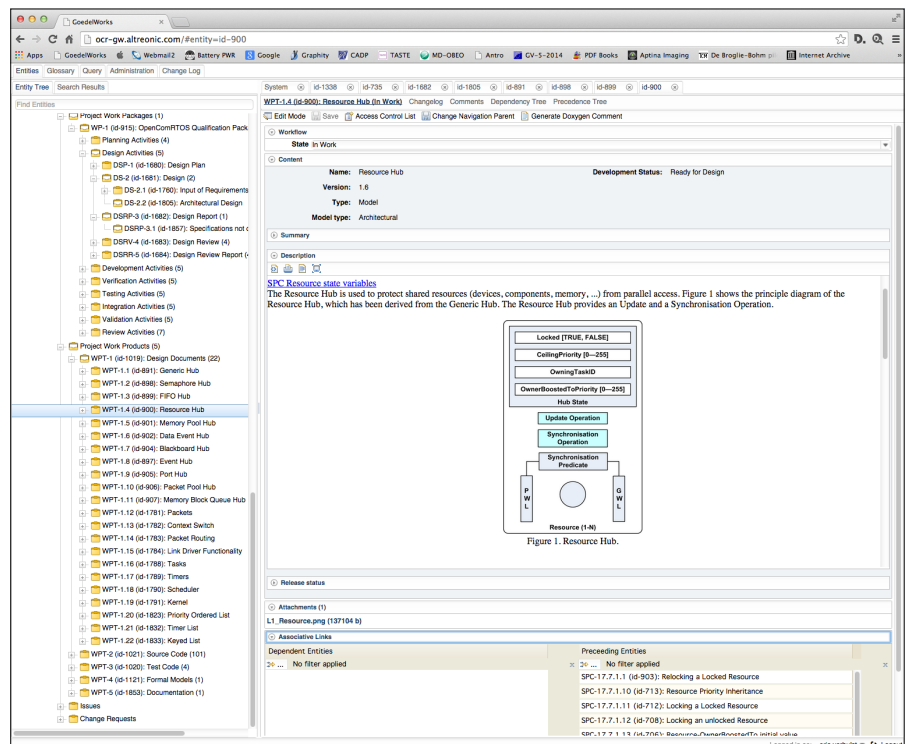 GoedelWorks
ocr-gw.altreonic.com/#entity=id-900
Apps GoedelWorks Webmail2 Battery PWR Google Graphity CADP TASTE MD-OBEO Antro GV-5-2014 PDF Books Aptina Imaging De Broglie-Bohm pil Internet Archive »
Entities Glossary Query Administration Change Log
Entity Tree Search Results
Find Entities
Project Work Packages (1)
WP-1 (id-915): OpenComRTOS Qualification Pack
Planning Activities (4)
Design Activities (5)
DSP-1 (id-1680): Design Plan
DS-2 (id-1681): Design (2)
DS-2.1 (id-1760): Input of Requirements
DS-2.2 (id-1805): Architectural Design
DSRP-3 (id-1682): Design Report (1)
DSRP-3.1 (id-1857): Specifications not c
DSRV-4 (id-1683): Design Review (4)
DSRR-5 (id-1684): Design Review Report (
Development Activities (5)
Verification Activities (5)
Testing Activities (5)
Integration Activities (5)
Validation Activities (5)
Review Activities (7)
Project Work Products (5)
WPT-1 (id-1019): Design Documents (22)
WPT-1.1 (id-891): Generic Hub
WPT-1.2 (id-898): Semaphore Hub
WPT-1.3 (id-899): FIFO Hub
WPT-1.4 (id-900): Resource Hub
WPT-1.5 (id-901): Memory Pool Hub
WPT-1.6 (id-902): Data Event Hub
WPT-1.7 (id-904): Blackboard Hub
WPT-1.8 (id-897): Event Hub
WPT-1.9 (id-905): Port Hub
WPT-1.10 (id-906): Packet Pool Hub
WPT-1.11 (id-907): Memory Block Queue Hub
WPT-1.12 (id-1781): Packets
WPT-1.13 (id-1782): Context Switch
WPT-1.14 (id-1783): Packet Routing
WPT-1.15 (id-1784): Link Driver Functionality
WPT-1.16 (id-1788): Tasks
WPT-1.17 (id-1789): Timers
WPT-1.18 (id-1790): Scheduler
WPT-1.19 (id-1791): Kernel
WPT-1.20 (id-1823): Priority Ordered List
WPT-1.21 (id-1832): Timer List
WPT-1.22 (id-1833): Keyed List
WPT-2 (id-1021): Source Code (101)
WPT-3 (id-1020): Test Code (4)
WPT-4 (id-1121): Formal Models (1)
WPT-5 (id-1853): Documentation (1)
Issues
Change Requests
System id-1338 id-735 id-1682 id-1805 id-891 id-898 id-899 id-900
WPT-1.4 (id-900): Resource Hub (In Work) Changelog Comments Dependency Tree Precedence Tree
Edit Mode Save Access Control List Change Navigation Parent Generate Doxygen Comment
Workflow
State In Work
Content
Name: Resource Hub Development Status: Ready for Design
Version: 1.6
Type: Model
Model type: Architectural
Summary
Description
SPC Resource state variables
The Resource Hub is used to protect shared resources (devices, components, memory, ...) from parallel access. Figure 1 shows the principle diagram of the
Resource Hub, which has been derived from the Generic Hub. The Resource Hub provides an Update and a Synchronisation Operation.
Locked [TRUE, FALSE]
CeilingPriority [0—255]
OwningTaskID
OwnerBoostedToPriority [0—255]
Hub State
Update Operation
Synchronisation
Operation
Synchronisation
Predicate
P
W
L
G
W
L
Resource (1-N)
Figure 1. Resource Hub.
Release status
Attachments (1)
L1_Resource.png (137104 b)
Associative Links
Dependent Entities Preceding Entities
... No filter applied ... No filter applied
SPC-17.7.1.1 (id-903): Relocking a Locked Resource
SPC-17.7.1.10 (id-713): Resource Priority Inheritance
SPC-17.7.1.11 (id-712): Locking a Locked Resource
SPC-17.7.1.12 (id-708): Locking an unlocked Resource
SPC-17.7.1.13 (id-706): Resource-OwnerBoostedTo initial value